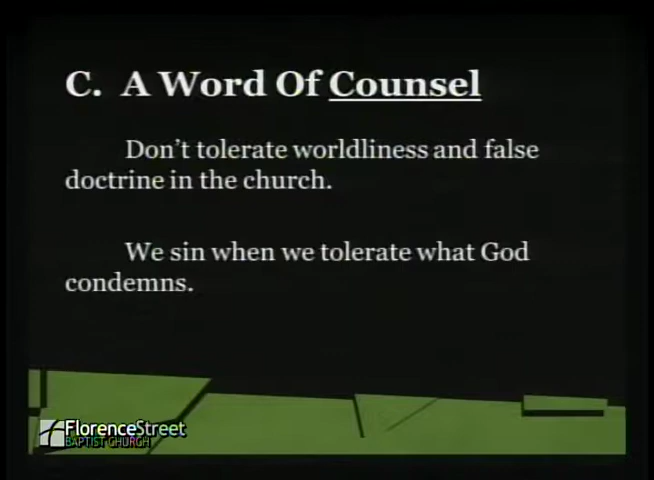 C. A Word Of Counsel
Don't tolerate worldliness and false
doctrine in the church.
We sin when we tolerate what God
condemns.
FlorenceStreet
BAPTIST CHURCH